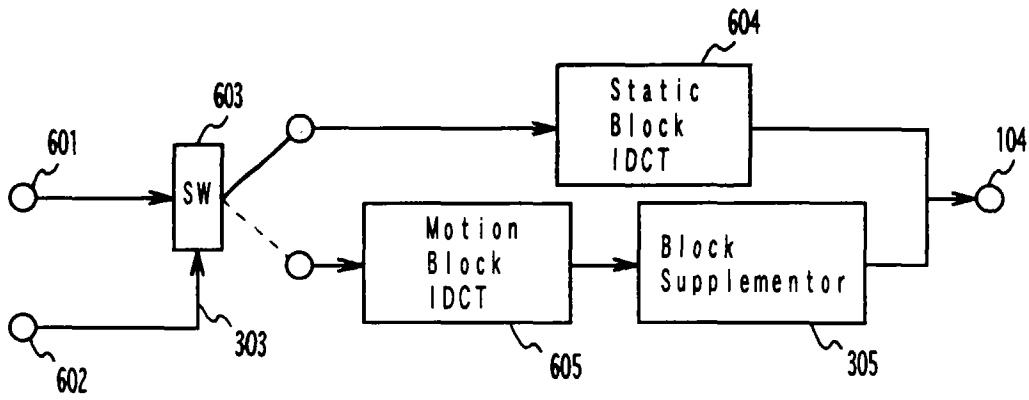 604
Static
Block
IDCT
603
601
SW
104
Motion
Block
IDCT
Block
Supplementor
303
602
605
305